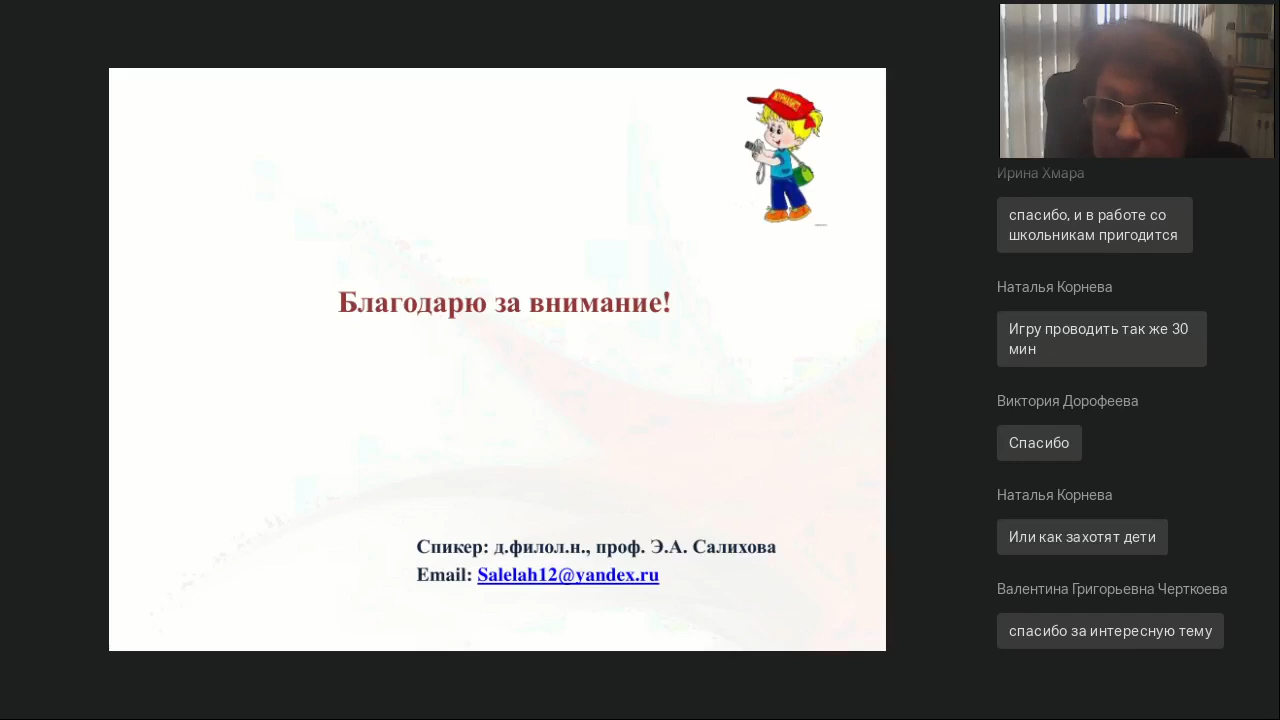 ЖУРНАЛИСТ
Благодарю за внимание!
Спикер: д.филол.н., проф. Э.А. Салихова
Email: Salelah12@yandex.ru
Ирина Хмара
спасибо, и в работе со
школьникам пригодится
Наталья Корнева
Игру проводить так же 30
мин
Виктория Дорофеева
Спасибо
Наталья Корнева
Или как захотят дети
Валентина Григорьевна Черткоева
спасибо за интересную тему